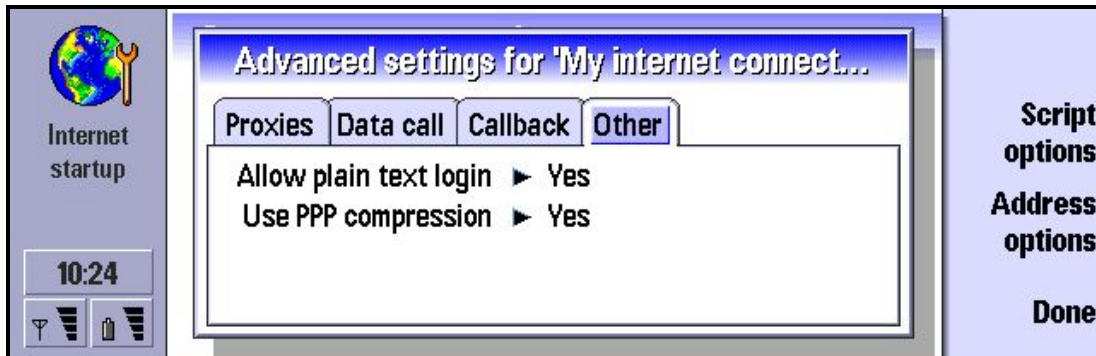 Internet
startup
10:24
Advanced settings for 'My internet connect...
Proxies Data call Callback Other
Allow plain text login ► Yes
Use PPP compression ► Yes
Script
options
Address
options
Done